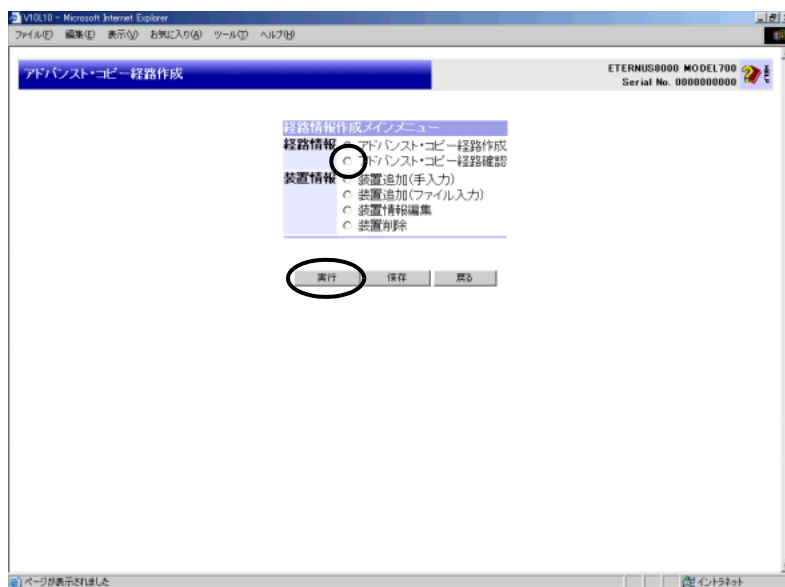 V10L10 - Microsoft Internet Explorer
ファイル(F) 編集(E) 表示(V) お気に入り(A) ツール(T) ヘルプ(H)
アドバンスト・コピー経路作成
ETERNUS8000 MODEL700
Serial No. 0000000000
HELP
経路情報作成メインメニュー
経路情報 アドバンスト・コピー経路作成
アドバンスト・コピー経路確認
装置情報 装置追加(手入力)
装置追加(ファイル入力)
装置情報編集
装置削除
実行 保存 戻る
ページが表示されました イントラネット